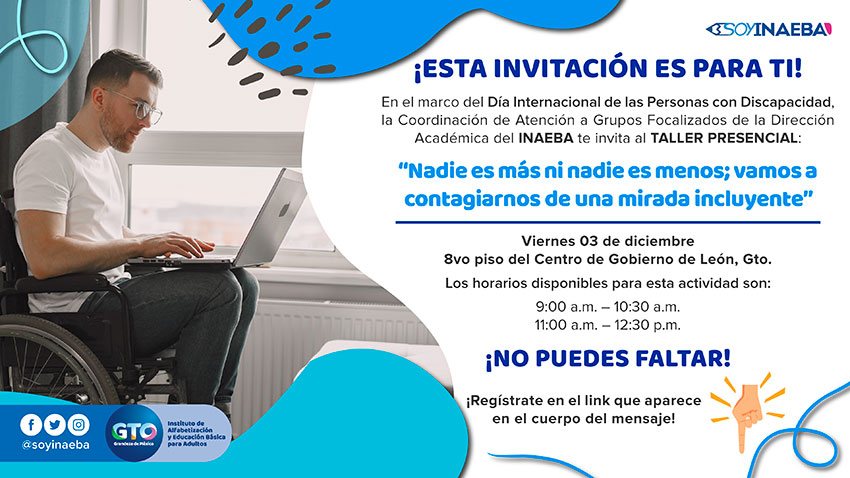 SOYINAEBA
¡ESTA INVITACIÓN ES PARA TI!
En el marco del Día Internacional de las Personas con Discapacidad,
la Coordinación de Atención a Grupos Focalizados de la Dirección
Académica del INAEBA te invita al TALLER PRESENCIAL:
“Nadie es más ni nadie es menos; vamos a
contagiarnos de una mirada incluyente”
Viernes 03 de diciembre
8vo piso del Centro de Gobierno de León, Gto.
Los horarios disponibles para esta actividad son:
9:00 a.m. – 10:30 a.m.
11:00 a.m. – 12:30 p.m.
¡NO PUEDES FALTAR!
¡Regístrate en el link que aparece
en el cuerpo del mensaje!
@soyinaeba
GTO
Grandeza de México
Instituto de
Alfabetización
y Educación Básica
para Adultos